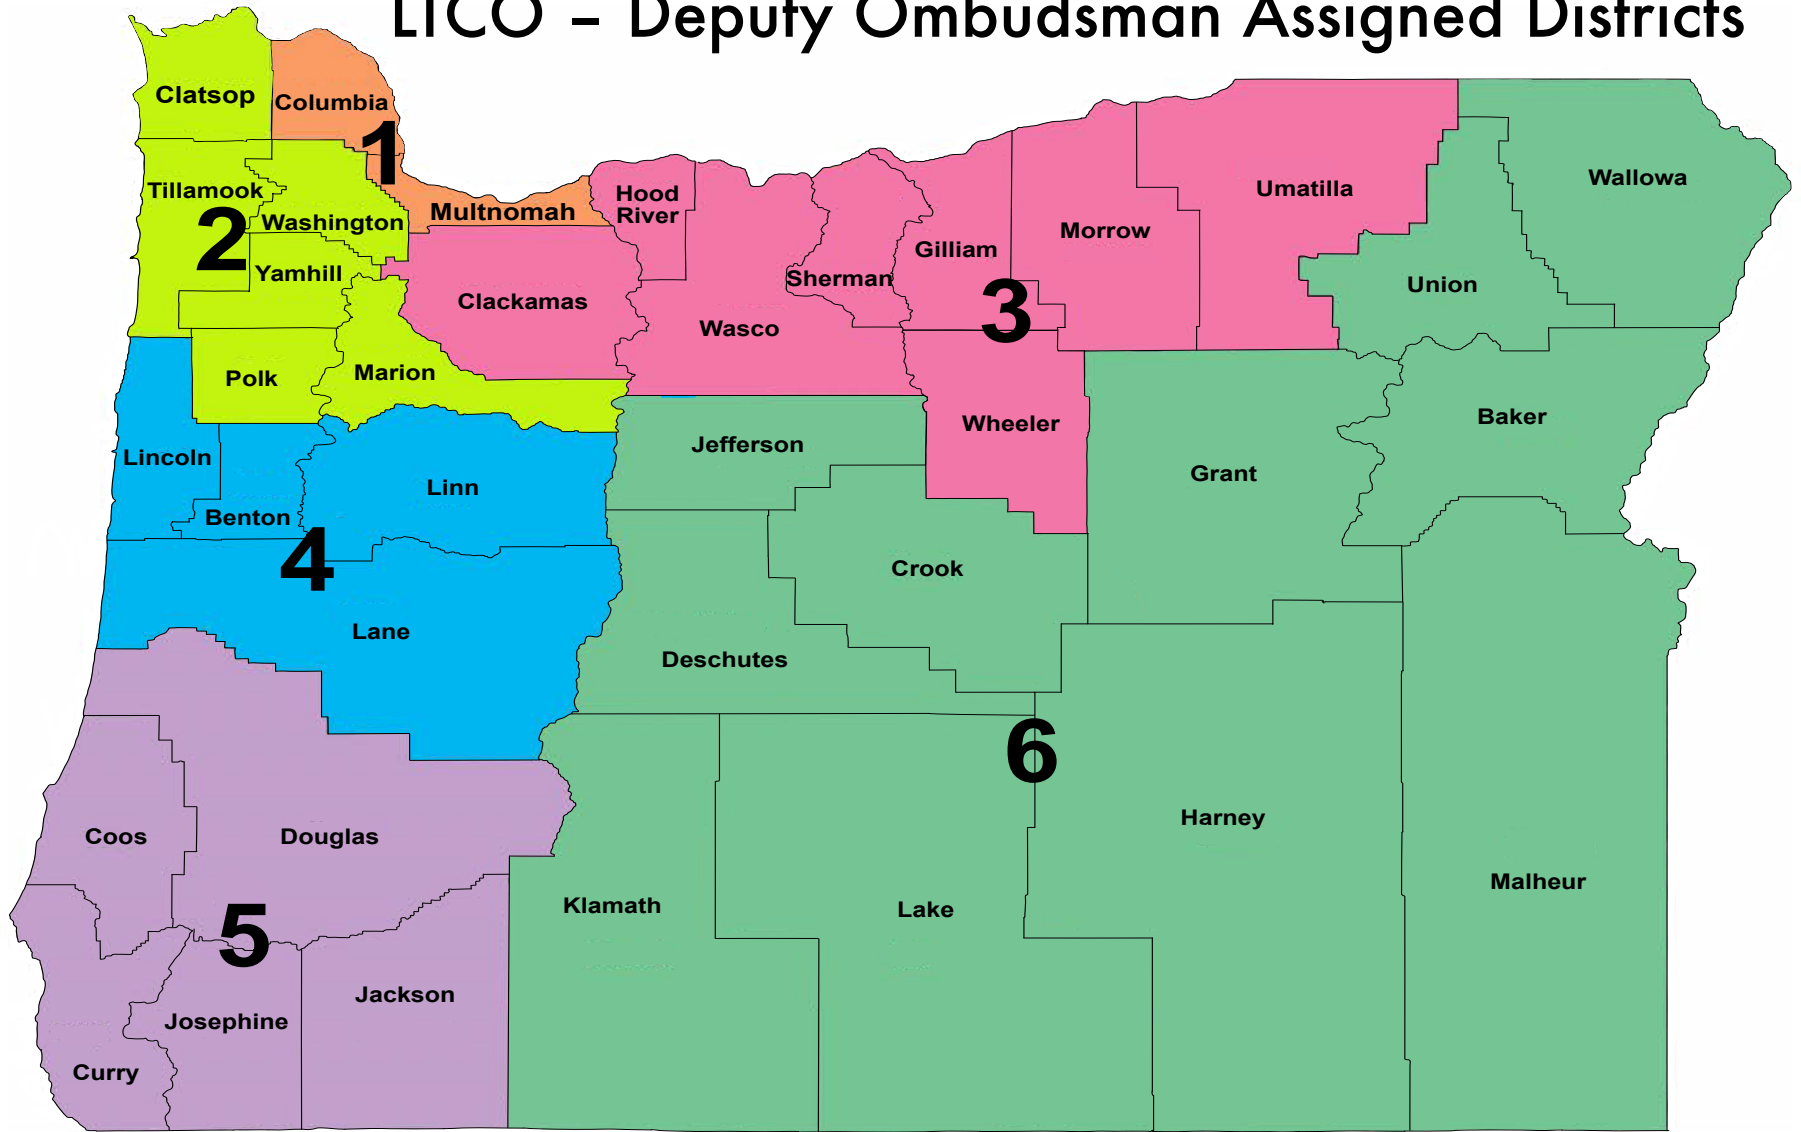 LTCO – Deputy Ombudsman Assigned Districts
Clatsop
Columbia
1
Tillamook
Washington
2
Yamhill
Multnomah
Hood
River
Clackamas
Wasco
Sherman
Gilliam
Morrow
Umatilla
Wallowa
Union
3
Polk
Marion
Wheeler
Baker
Jefferson
Grant
Lincoln
Linn
Benton
4
Crook
Lane
Deschutes
6
Coos
Douglas
Harney
Klamath
Lake
Malheur
5
Jackson
Josephine
Curry